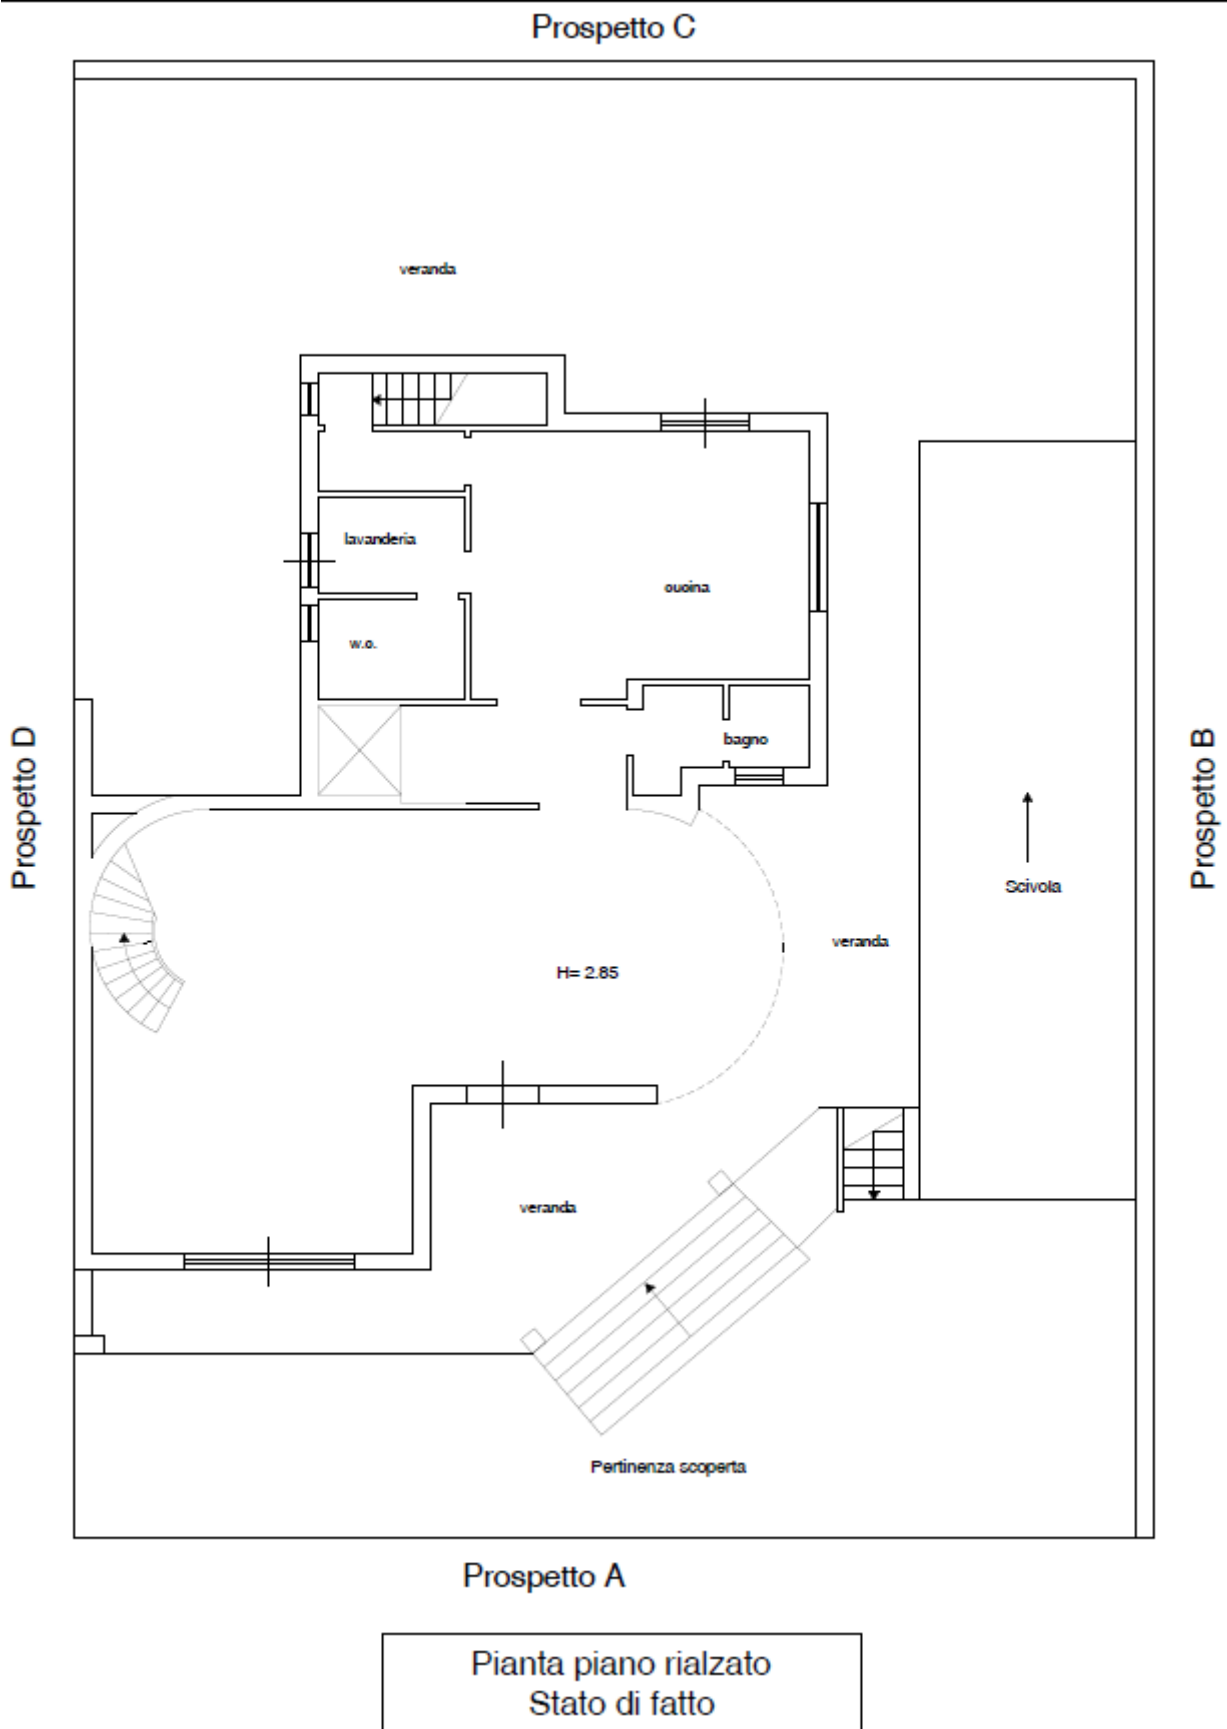 Prospetto C
veranda
lavanderia
cucina
w.c.
bagno
Prospetto D
Prospetto B
Scivola
veranda
H= 2.85
veranda
Pertinenza scoperta
Prospetto A
Pianta piano rialzato
Stato di fatto